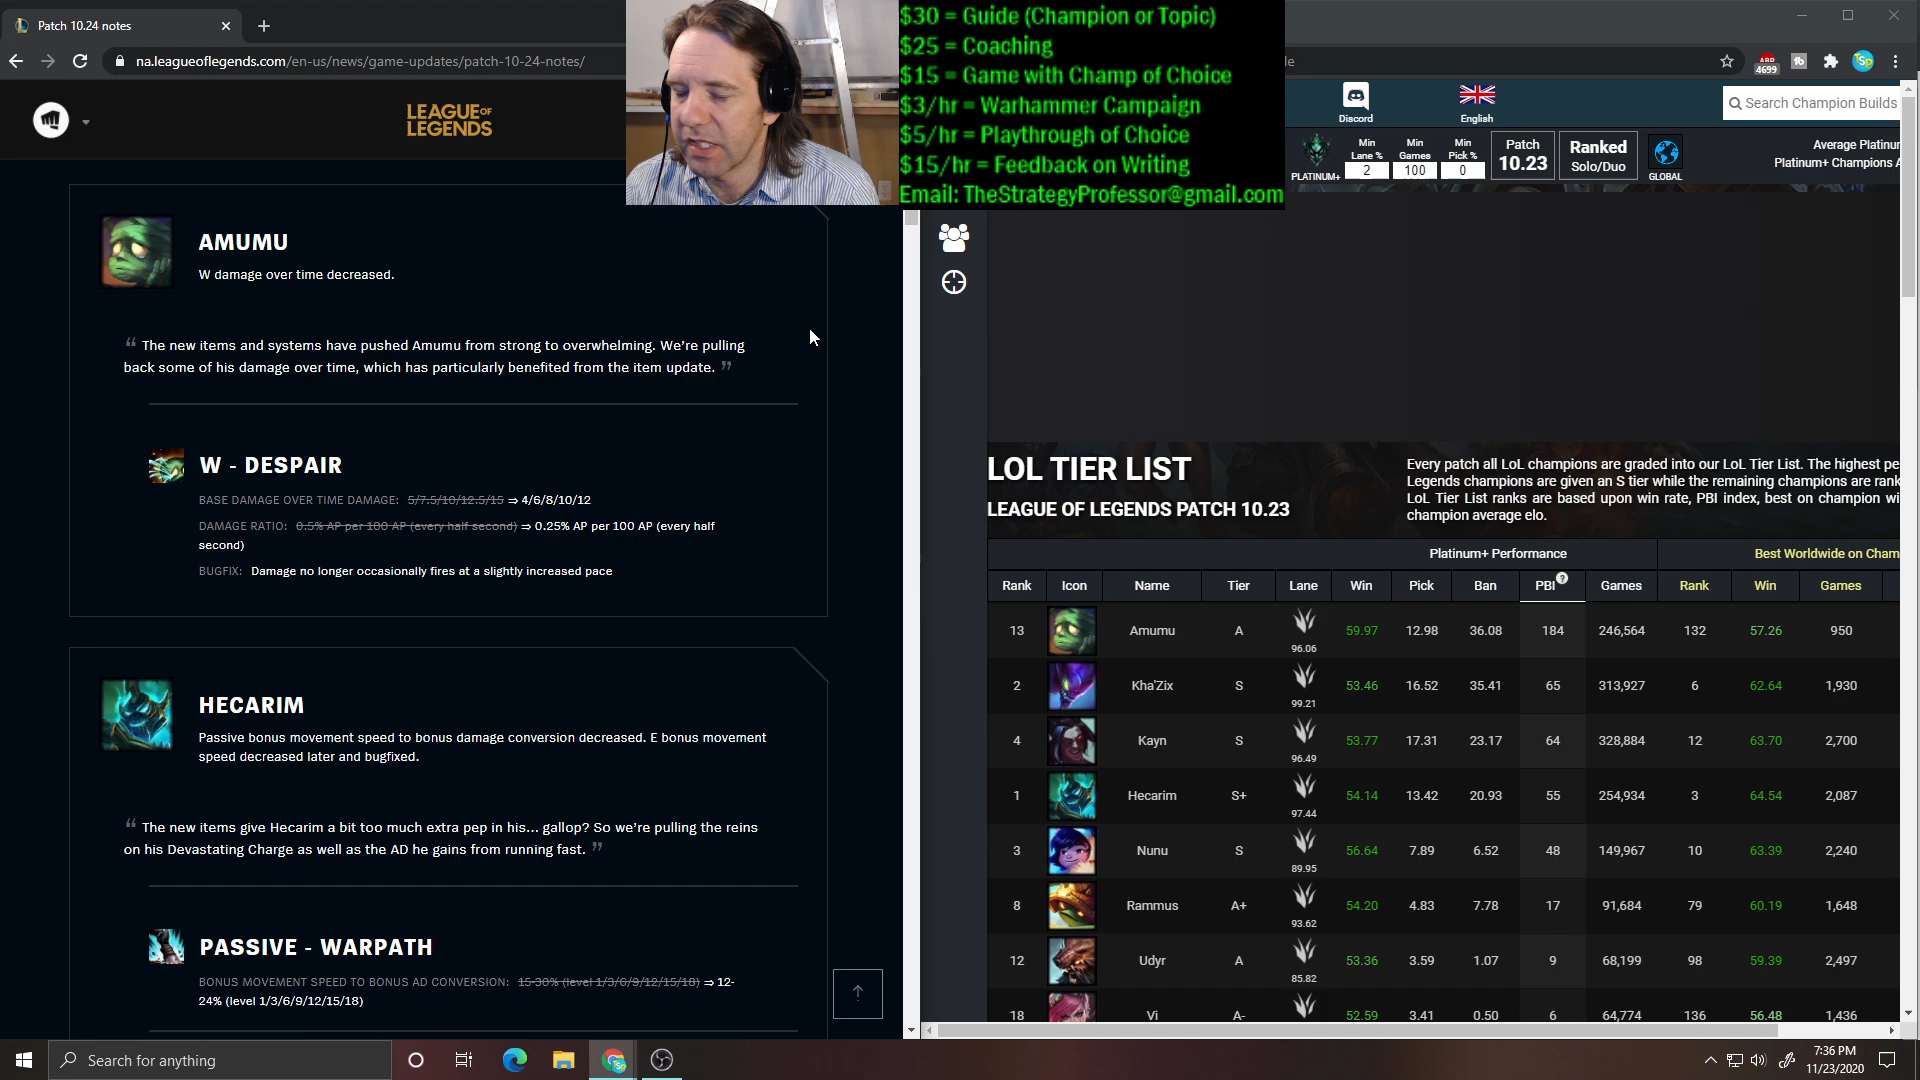 Patch 10.24 notes
na.leagueoflegends.com/en-us/news/game-updates/patch-10-24-notes/
LEAGUE OF
LEGENDS
AMUMU
W damage over time decreased.
“ The new items and systems have pushed Amumu from strong to overwhelming. We’re pulling
back some of his damage over time, which has particularly benefited from the item update. ”
W - DESPAIR
BASE DAMAGE OVER TIME DAMAGE: 5/7.5/10/12.5/15 ⇒ 4/6/8/10/12
DAMAGE RATIO: 0.5% AP per 100 AP (every half second) ⇒ 0.25% AP per 100 AP (every half
second)
BUGFIX: Damage no longer occasionally fires at a slightly increased pace
HECARIM
Passive bonus movement speed to bonus damage conversion decreased. E bonus movement
speed decreased later and bugfixed.
“ The new items give Hecarim a bit too much extra pep in his... gallop? So we’re pulling the reins
on his Devastating Charge as well as the AD he gains from running fast. ”
PASSIVE - WARPATH
BONUS MOVEMENT SPEED TO BONUS AD CONVERSION: 15-30% (level 1/3/6/9/12/15/18) ⇒ 12-
24% (level 1/3/6/9/12/15/18)
$30 = Guide (Champion or Topic)
$25 = Coaching
$15 = Game with Champ of Choice
$3/hr = Warhammer Campaign
$5/hr = Playthrough of Choice
$15/hr = Feedback on Writing
Email: TheStrategyProfessor@gmail.com
le
ABP
4699
tb
TSp
Discord
English
Search Champion Builds
PLATINUM+
Min Lane % 2
Min Games 100
Min Pick % 0
Patch 10.23
Ranked Solo/Duo
GLOBAL
Average Platinum
Platinum+ Champions A
LOL TIER LIST
LEAGUE OF LEGENDS PATCH 10.23
Every patch all LoL champions are graded into our LoL Tier List. The highest pe
Legends champions are given an S tier while the remaining champions are rank
LoL Tier List ranks are based upon win rate, PBI index, best on champion wi
champion average elo.
Platinum+ Performance Best Worldwide on Cham
Rank Icon Name Tier Lane Win Pick Ban PBI ? Games Rank Win Games
13 Amumu A 96.06 59.97 12.98 36.08 184 246,564 132 57.26 950
2 Kha'Zix S 99.21 53.46 16.52 35.41 65 313,927 6 62.64 1,930
4 Kayn S 96.49 53.77 17.31 23.17 64 328,884 12 63.70 2,700
1 Hecarim S+ 97.44 54.14 13.42 20.93 55 254,934 3 64.54 2,087
3 Nunu S 89.95 56.64 7.89 6.52 48 149,967 10 63.39 2,240
8 Rammus A+ 93.62 54.20 4.83 7.78 17 91,684 79 60.19 1,648
12 Udyr A 85.82 53.36 3.59 1.07 9 68,199 98 59.39 2,497
18 Vi A- 52.59 3.41 0.50 6 64,774 136 56.48 1,436
Search for anything
7:36 PM
11/23/2020